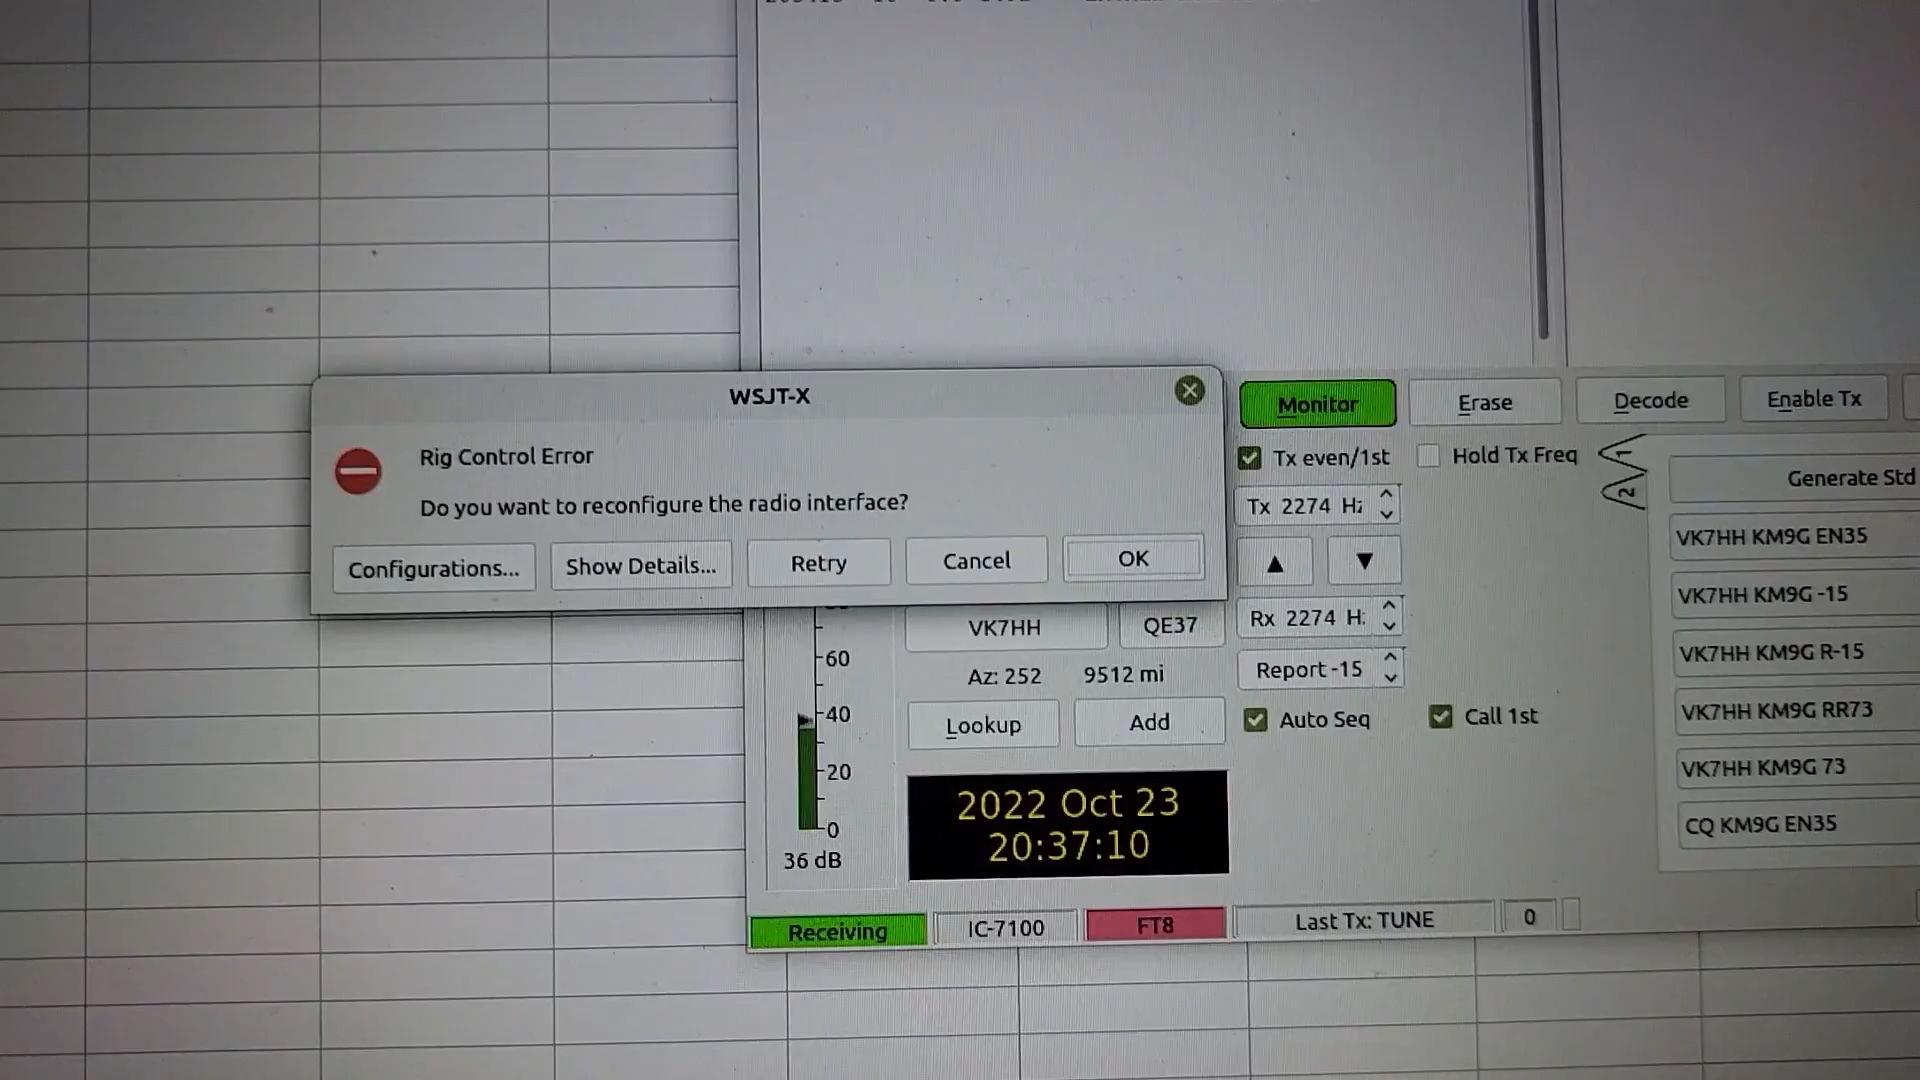 WSJT-X
Rig Control Error
Do you want to reconfigure the radio interface?
Configurations... Show Details... Retry Cancel OK
Monitor Erase Decode Enable Tx
Tx even/1st Hold Tx Freq
Tx 2274 Hz
Rx 2274 H
Report -15
Auto Seq Call 1st
Generate Std
VK7HH KM9G EN35
VK7HH KM9G -15
VK7HH KM9G R-15
VK7HH KM9G RR73
VK7HH KM9G 73
CQ KM9G EN35
1
2
VK7HH QE37
Az: 252 9512 mi
Lookup Add
60
40
20
0
36 dB
2022 Oct 23
20:37:10
Receiving IC-7100 FT8 Last Tx: TUNE 0